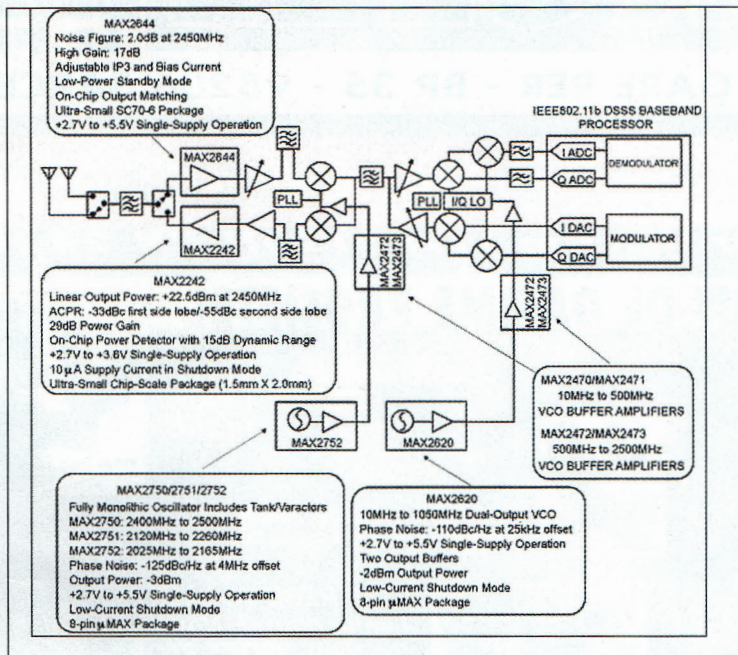 MAX2644
Noise Figure: 2.0dB at 2450MHz
High Gain: 17dB
Adjustable IP3 and Bias Current
Low-Power Standby Mode
On-Chip Output Matching
Ultra-Small SC70-6 Package
+2.7V to +5.5V Single-Supply Operation
IEEE802.11b DSSS BASEBAND
PROCESSOR
MAX2644
I ADC
Q ADC
DEMODULATOR
PLL
PLL
I/Q LO
MAX2242
I DAC
Q DAC
MODULATOR
MAX2472
MAX2473
MAX2472
MAX2473
MAX2242
Linear Output Power: +22.5dBm at 2450MHz
ACPR: -33dBc first side lobe/-55dBc second side lobe
29dB Power Gain
On-Chip Power Detector with 15dB Dynamic Range
+2.7V to +3.6V Single-Supply Operation
10µA Supply Current in Shutdown Mode
Ultra-Small Chip-Scale Package (1.5mm X 2.0mm)
MAX2470/MAX2471
10MHz to 500MHz
VCO BUFFER AMPLIFIERS
MAX2472/MAX2473
500MHz to 2500MHz
VCO BUFFER AMPLIFIERS
MAX2752
MAX2620
MAX2750/2751/2752
Fully Monolithic Oscillator Includes Tank/Varactors
MAX2750: 2400MHz to 2500MHz
MAX2751: 2120MHz to 2260MHz
MAX2752: 2025MHz to 2165MHz
Phase Noise: -125dBc/Hz at 4MHz offset
Output Power: -3dBm
+2.7V to +5.5V Single-Supply Operation
Low-Current Shutdown Mode
8-pin µMAX Package
MAX2620
10MHz to 1050MHz Dual-Output VCO
Phase Noise: -110dBc/Hz at 25kHz offset
+2.7V to +5.5V Single-Supply Operation
Two Output Buffers
-2dBm Output Power
Low-Current Shutdown Mode
8-pin µMAX Package